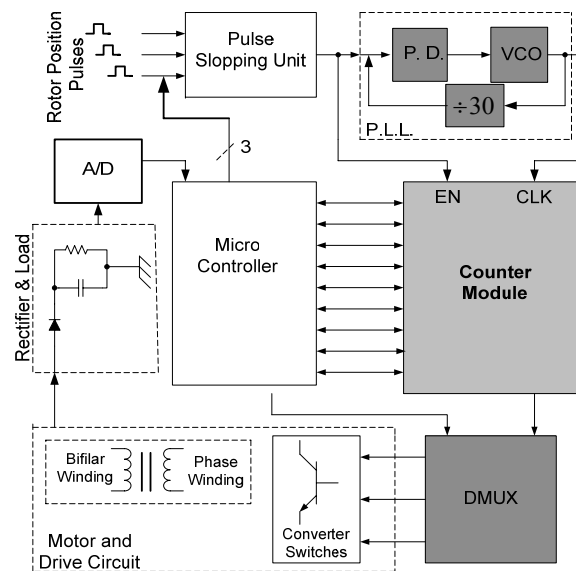 Rotor Position
Pulses
Pulse
Slopping Unit
P. D.
VCO
÷30
P.L.L.
3
A/D
EN
CLK
Micro
Controller
Counter
Module
Rectifier & Load
Bifilar
Winding
Phase
Winding
Converter
Switches
DMUX
Motor and
Drive Circuit